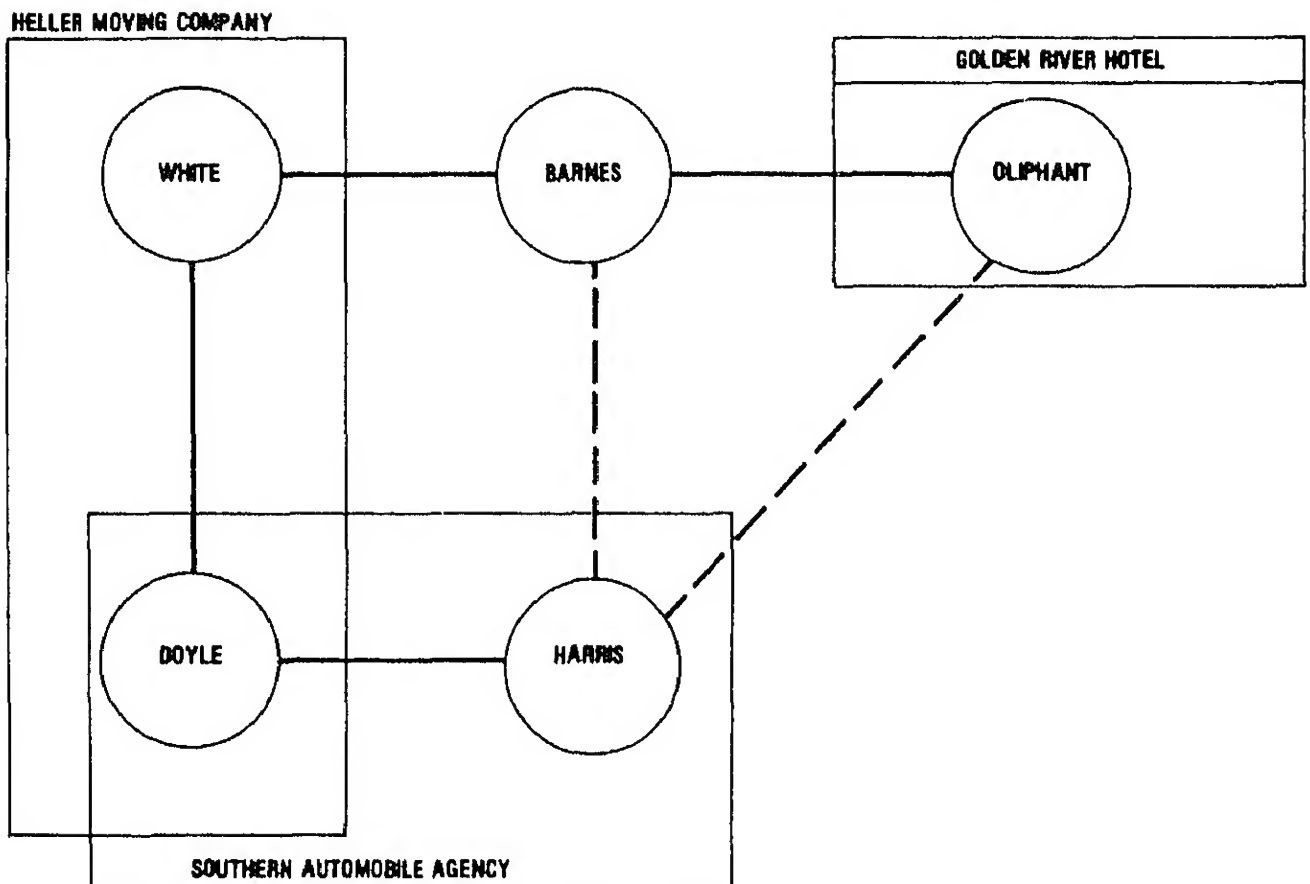 HELLER MOVING COMPANY
GOLDEN RIVER HOTEL
WHITE
BARNES
OLIPHANT
DOYLE
HARRIS
SOUTHERN AUTOMOBILE AGENCY